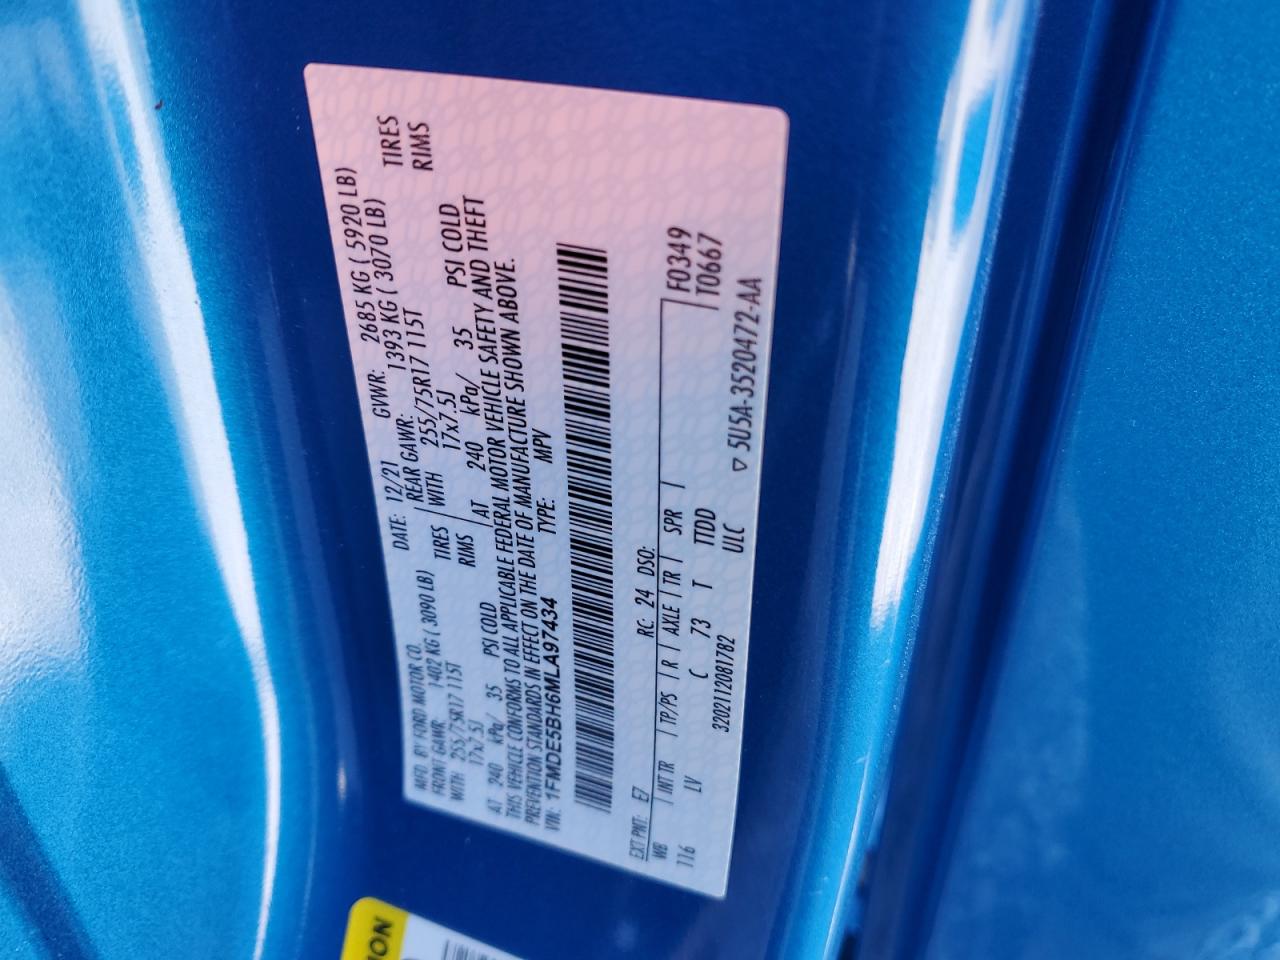 MFD. BY FORD MOTOR CO. DATE: 12/21 GVWR: 2685 KG ( 5920 LB)
FRONT GAWR: 1402 KG ( 3090 LB) REAR GAWR: 1393 KG ( 3070 LB)
WITH 255/75R17 115T TIRES WITH 255/75R17 115T TIRES
17x7.5J RIMS 17x7.5J RIMS
AT 240 kPa/ 35 PSI COLD AT 240 kPa/ 35 PSI COLD
THIS VEHICLE CONFORMS TO ALL APPLICABLE FEDERAL MOTOR VEHICLE SAFETY AND THEFT
PREVENTION STANDARDS IN EFFECT ON THE DATE OF MANUFACTURE SHOWN ABOVE.
VIN: 1FMDE5BH6MLA97434 TYPE: MPV
EXT PNT: E7 RC: 24 DSO: F0349
WB INT TR TP/PS R AXLE TR SPR T0667
116 LV C 73 T TTDD
3202112081782 ULC ▽ 5U5A-3520472-AA
ION